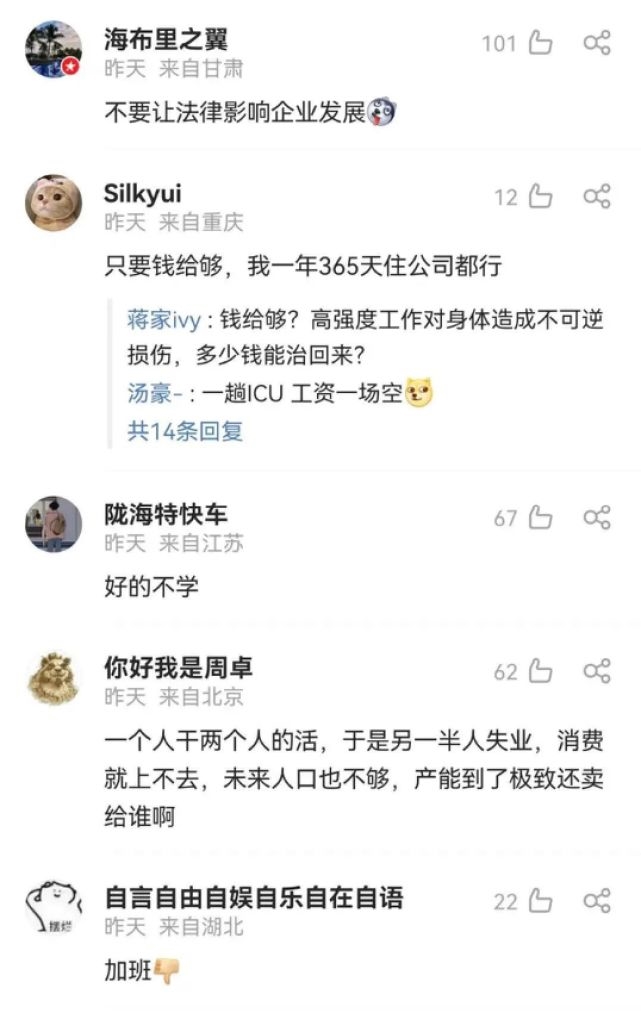 海布里之翼
101
昨天 来自甘肃
不要让法律影响企业发展
Silkyui
12
昨天 来自重庆
只要钱给够，我一年365天住公司都行
蒋家ivy : 钱给够？高强度工作对身体造成不可逆
损伤，多少钱能治回来？
汤豪- : 一趟ICU 工资一场空
共14条回复
陇海特快车
67
昨天 来自江苏
好的不学
你好我是周卓
62
昨天 来自北京
一个人干两个人的活，于是另一半人失业，消费
就上不去，未来人口也不够，产能到了极致还卖
给谁啊
自言自由自娱自乐自在自语
22
昨天 来自湖北
摆烂
加班